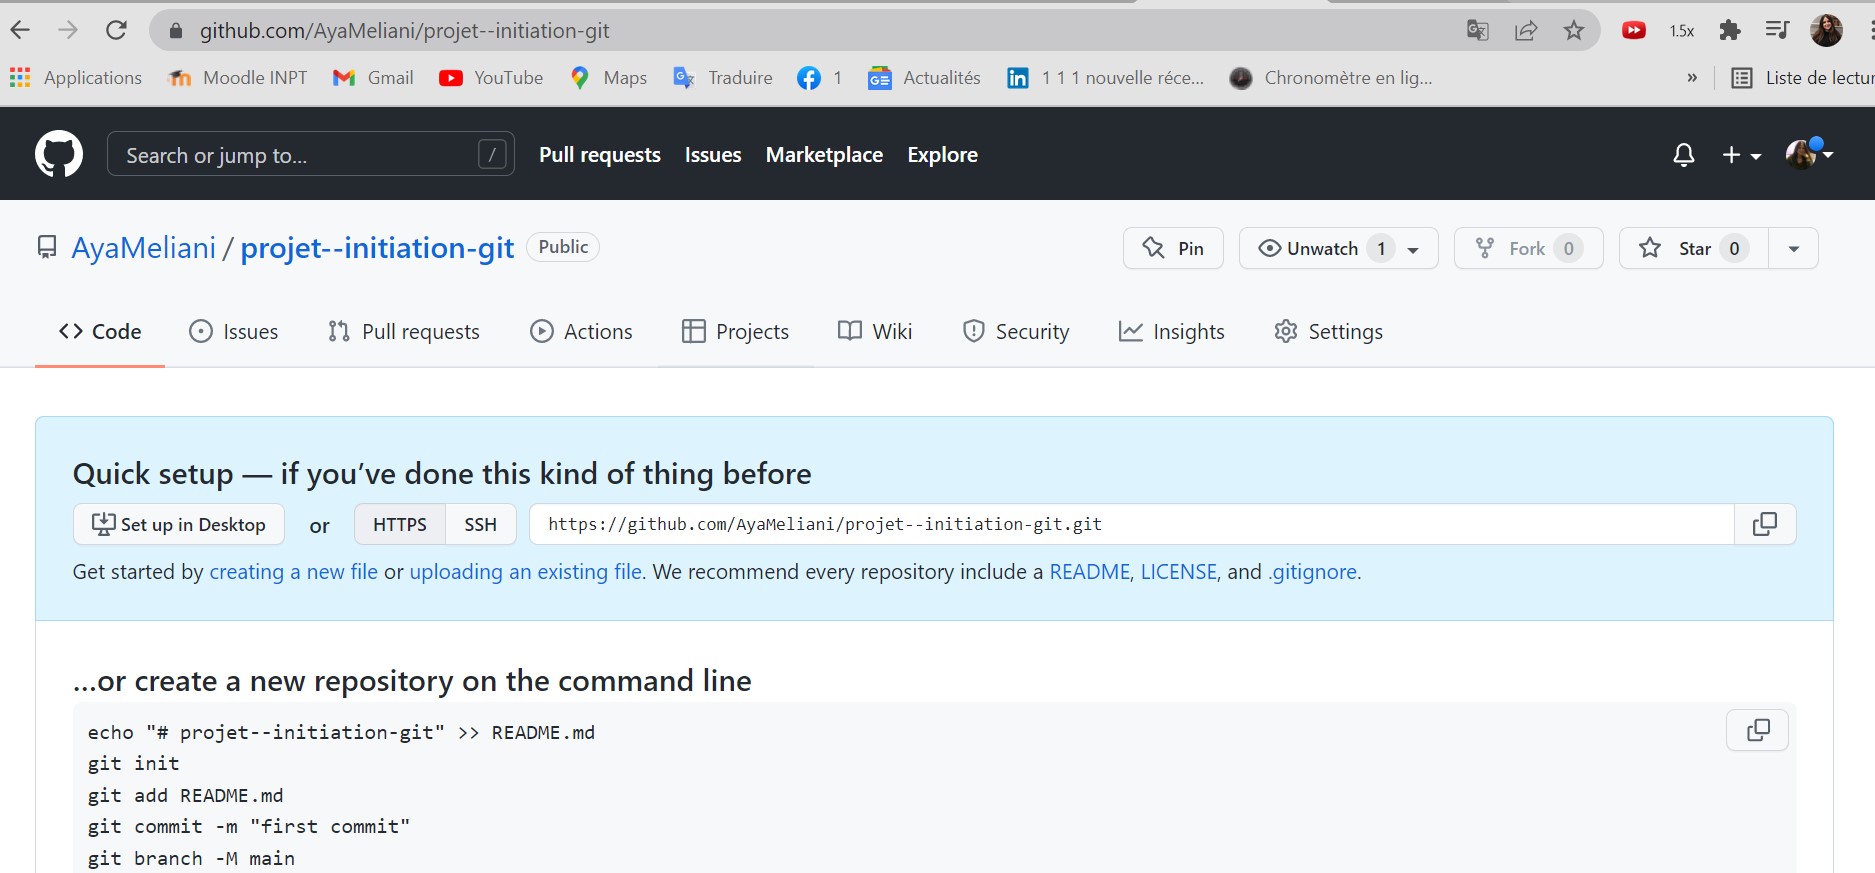 github.com/AyaMeliani/projet--initiation-git
1.5x
Applications Moodle INPT Gmail YouTube Maps Traduire 1 Actualités 1 1 1 nouvelle réce... Chronomètre en lig... » Liste de lectur
Search or jump to... / Pull requests Issues Marketplace Explore
AyaMeliani / projet--initiation-git Public Pin Unwatch 1 Fork 0 Star 0
Code Issues Pull requests Actions Projects Wiki Security Insights Settings
Quick setup — if you’ve done this kind of thing before
Set up in Desktop or HTTPS SSH https://github.com/AyaMeliani/projet--initiation-git.git
Get started by creating a new file or uploading an existing file. We recommend every repository include a README, LICENSE, and .gitignore.
…or create a new repository on the command line
echo "# projet--initiation-git" >> README.md
git init
git add README.md
git commit -m "first commit"
git branch -M main